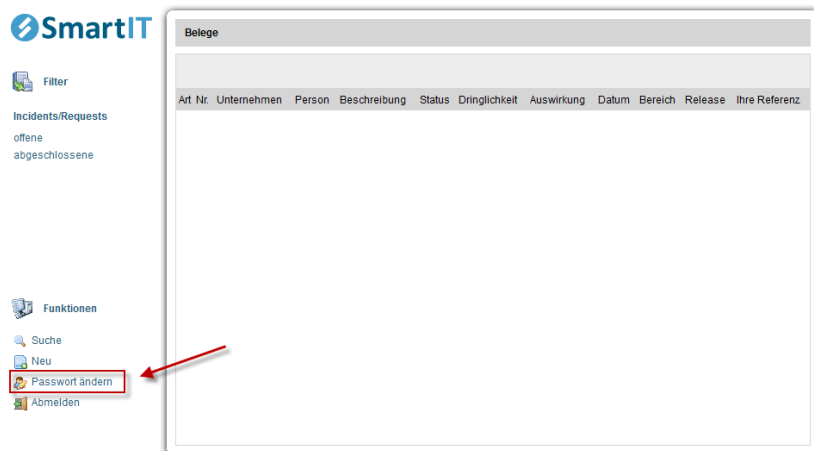 SmartIT
Filter
Incidents/Requests
offene
abgeschlossene
Funktionen
Suche
Neu
Passwort ändern
Abmelden
Belege
Art Nr. Unternehmen Person Beschreibung Status Dringlichkeit Auswirkung Datum Bereich Release Ihre Referenz